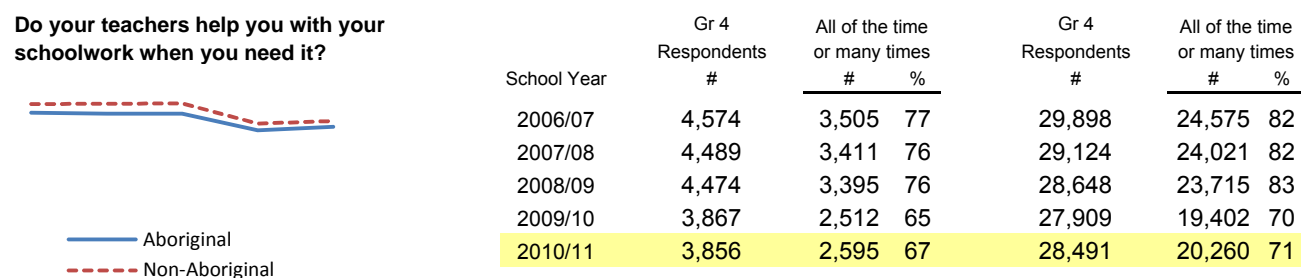 Do your teachers help you with your
schoolwork when you need it?
Aboriginal
Non-Aboriginal
Gr 4 All of the time Gr 4 All of the time
Respondents or many times Respondents or many times
School Year # # % # # %
2006/07 4,574 3,505 77 29,898 24,575 82
2007/08 4,489 3,411 76 29,124 24,021 82
2008/09 4,474 3,395 76 28,648 23,715 83
2009/10 3,867 2,512 65 27,909 19,402 70
2010/11 3,856 2,595 67 28,491 20,260 71